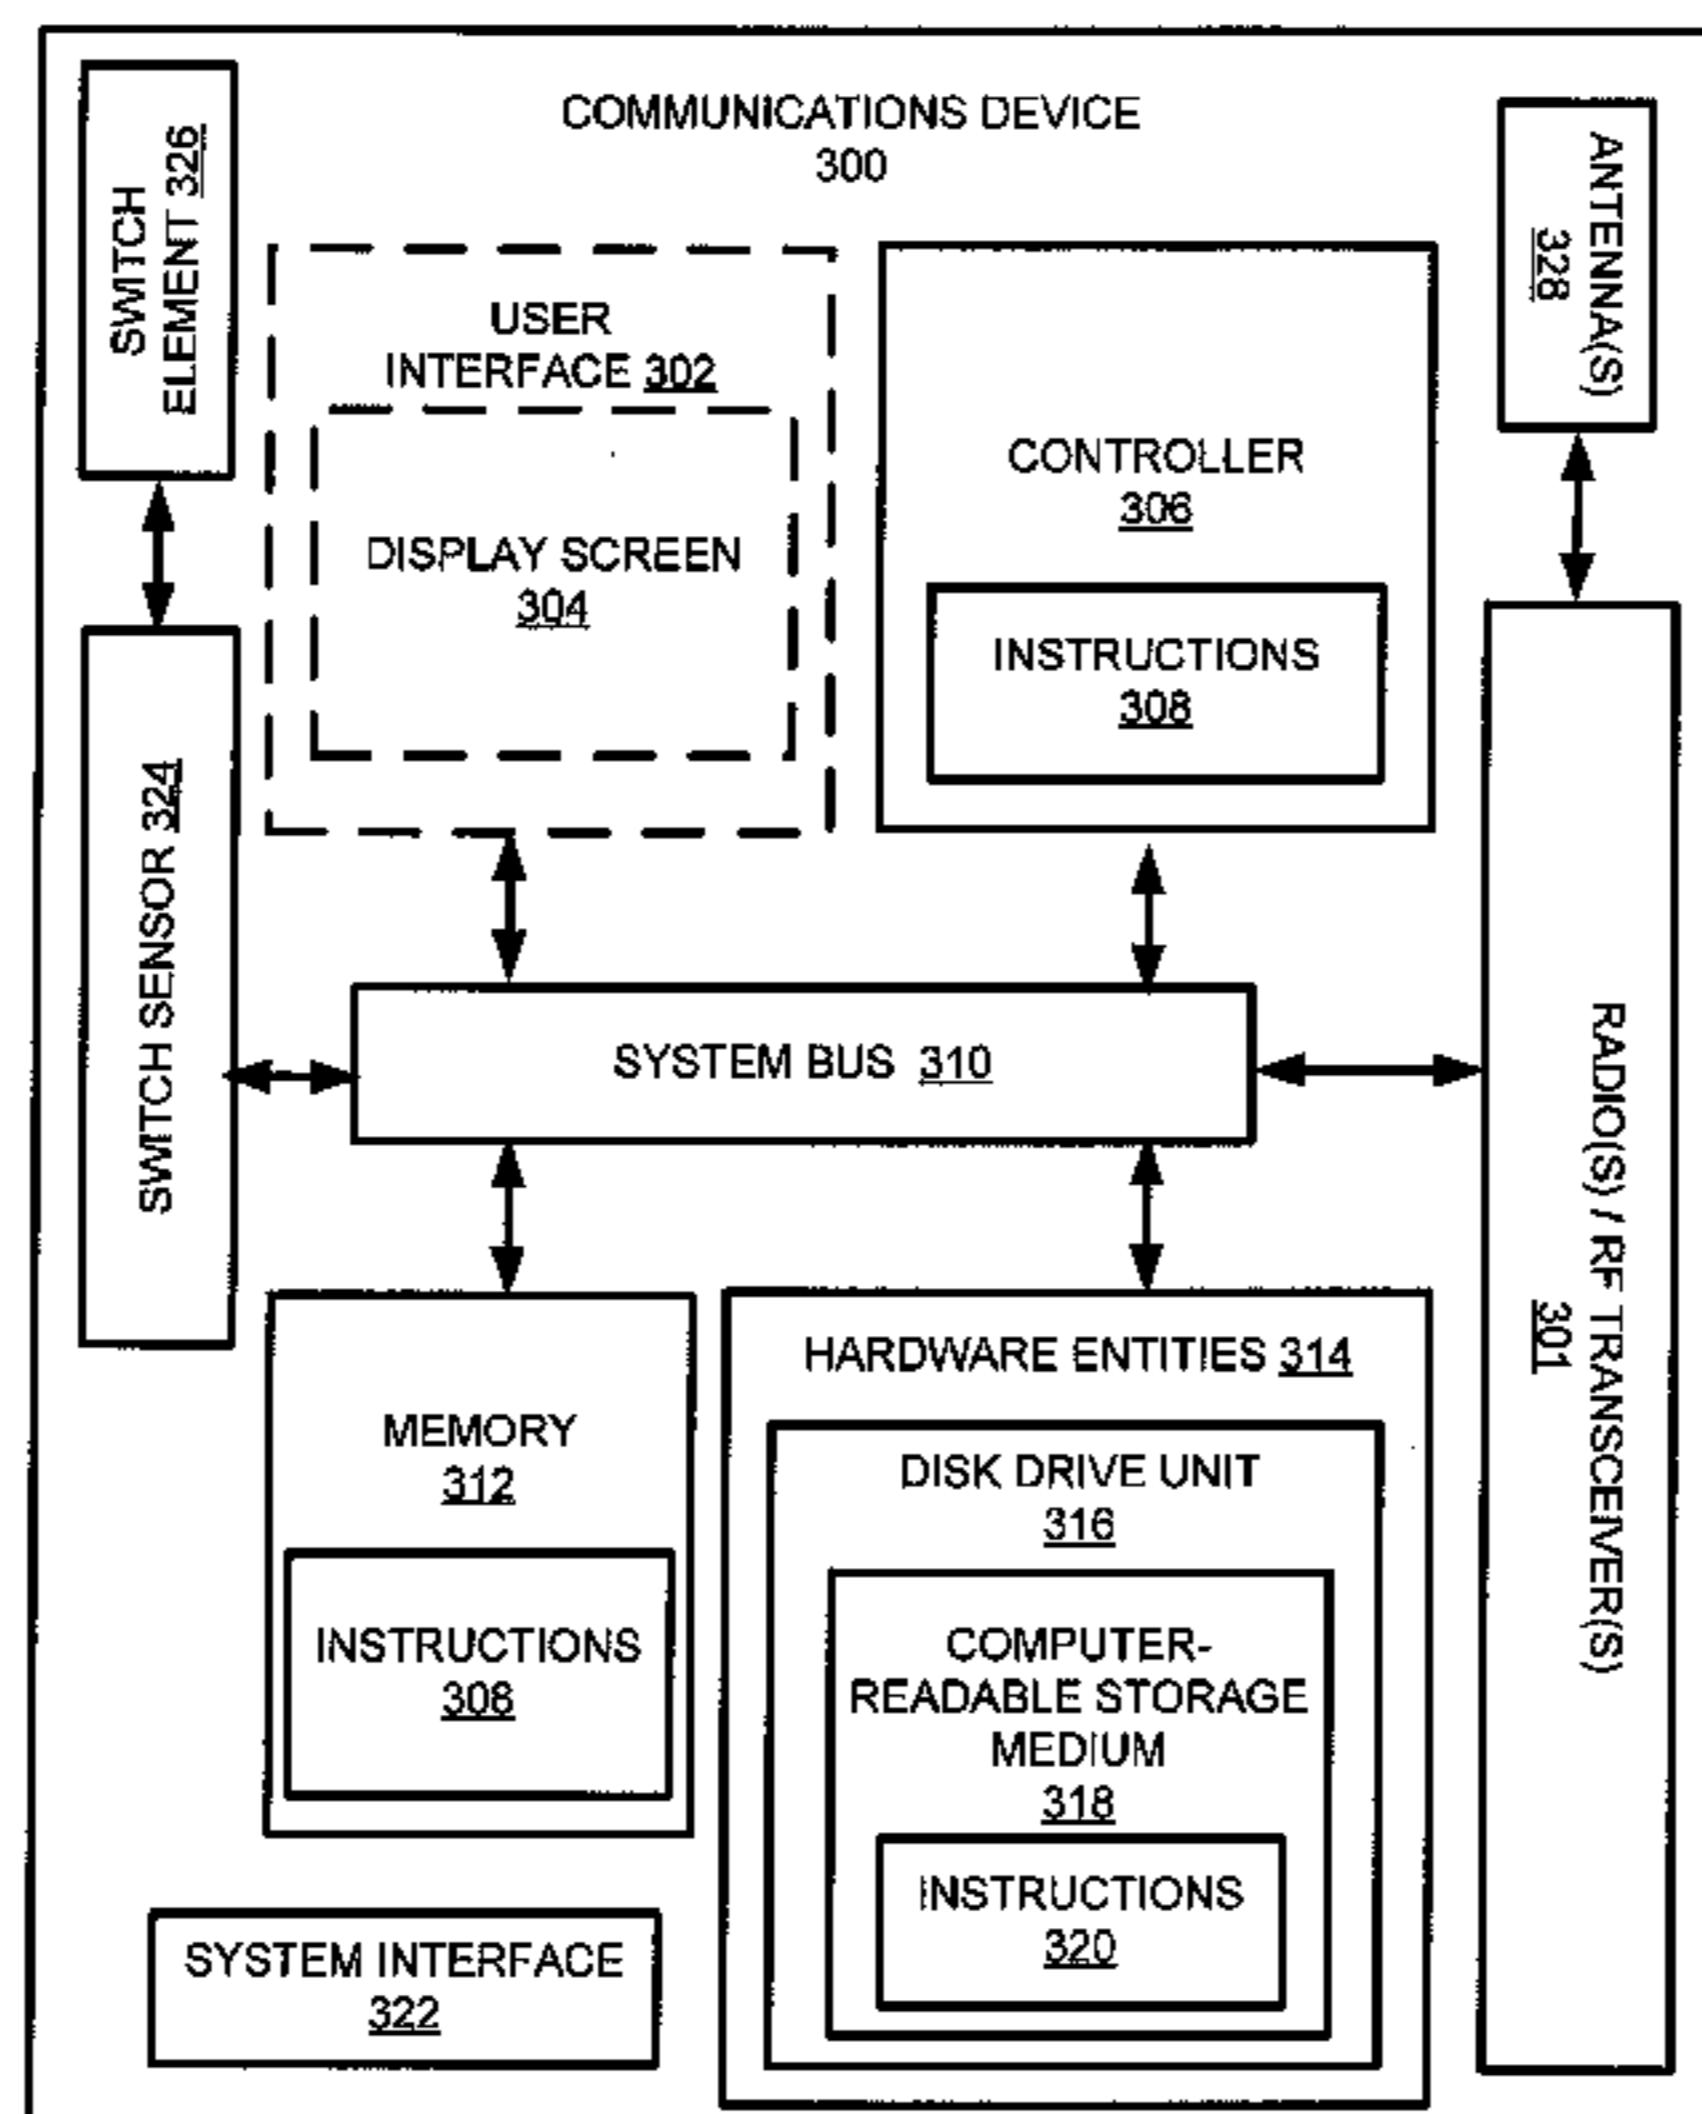 COMMUNICATIONS DEVICE
300
SWITCH
ELEMENT 326
ANTENNA(S)
328
USER
INTERFACE 302
DISPLAY SCREEN
304
CONTROLLER
306
INSTRUCTIONS
308
SWITCH SENSOR 324
SYSTEM BUS 310
RADIO(S) / RF TRANSCEIVER(S)
301
MEMORY
312
INSTRUCTIONS
308
HARDWARE ENTITIES 314
DISK DRIVE UNIT
316
COMPUTER-
READABLE STORAGE
MEDIUM
318
INSTRUCTIONS
320
SYSTEM INTERFACE
322